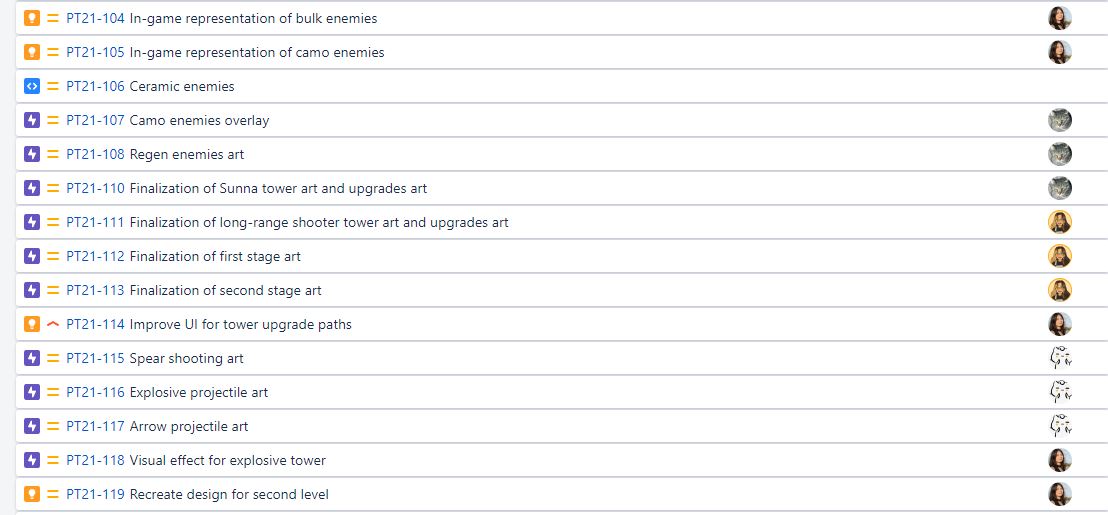 PT21-104 In-game representation of bulk enemies
PT21-105 In-game representation of camo enemies
PT21-106 Ceramic enemies
PT21-107 Camo enemies overlay
PT21-108 Regen enemies art
PT21-110 Finalization of Sunna tower art and upgrades art
PT21-111 Finalization of long-range shooter tower art and upgrades art
PT21-112 Finalization of first stage art
PT21-113 Finalization of second stage art
PT21-114 Improve UI for tower upgrade paths
PT21-115 Spear shooting art
PT21-116 Explosive projectile art
PT21-117 Arrow projectile art
PT21-118 Visual effect for explosive tower
PT21-119 Recreate design for second level